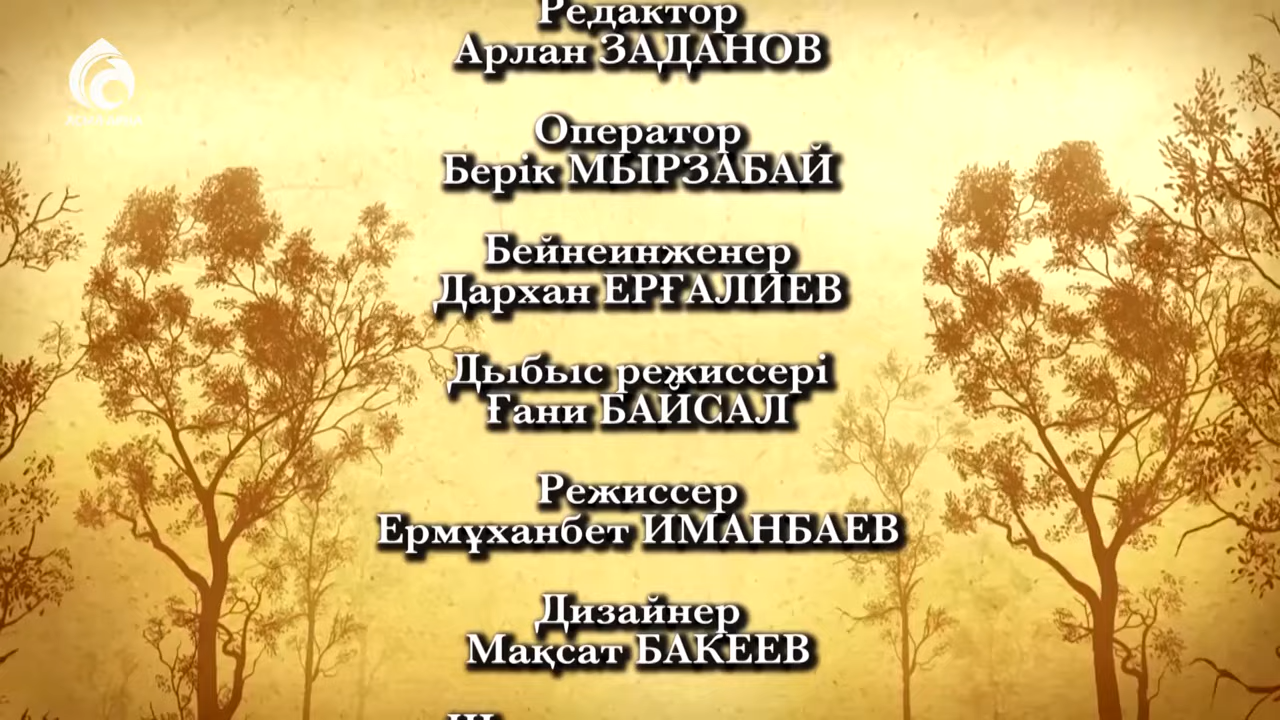 Редактор
Арлан ЗАДАНОВ
Оператор
Берік МЫРЗАБАЙ
Бейнеинженер
Дархан ЕРҒАЛИЕВ
Дыбыс режиссері
Ғани БАЙСАЛ
Режиссер
Ермұханбет ИМАНБАЕВ
Дизайнер
Мақсат БАКЕЕВ